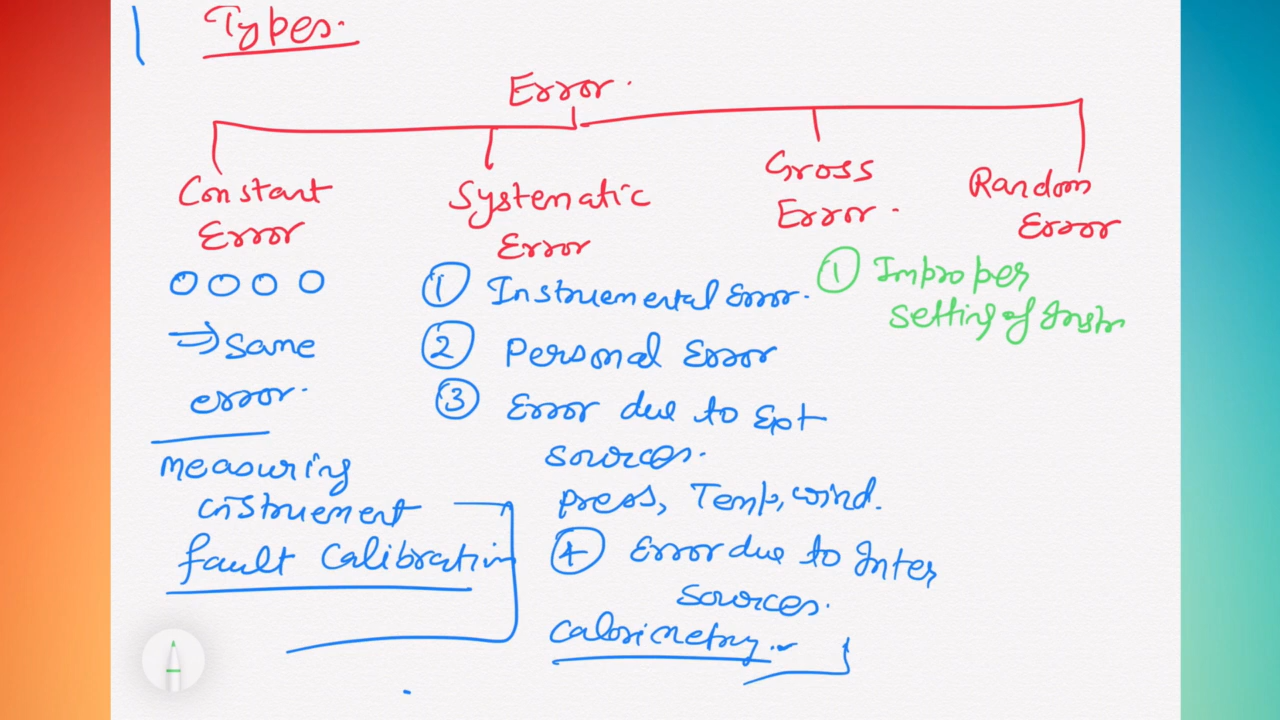 Types.
Error.
Constant
Error
Systematic
Error
Gross
Error.
Random
Error
⇒ Same
error.
measuring
instruement
fault Calibration
① Instruemental Error.
② Personal Error
③ Error due to Ext
sources.
press, Temp, wind.
④ Error due to Inter
sources.
calorimetry.
① Improper
setting of Instr